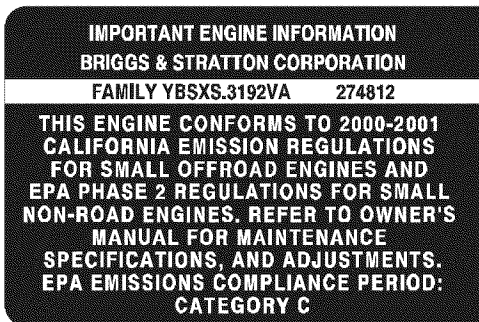 IMPORTANT ENGINE INFORMATION
BRIGGS & STRATTON CORPORATION
FAMILY YBSXS.3192VA 274812
THIS ENGINE CONFORMS TO 2000-2001
CALIFORNIA EMISSION REGULATIONS
FOR SMALL OFFROAD ENGINES AND
EPA PHASE 2 REGULATIONS FOR SMALL
NON-ROAD ENGINES. REFER TO OWNER'S
MANUAL FOR MAINTENANCE
SPECIFICATIONS, AND ADJUSTMENTS.
EPA EMISSIONS COMPLIANCE PERIOD:
CATEGORY C